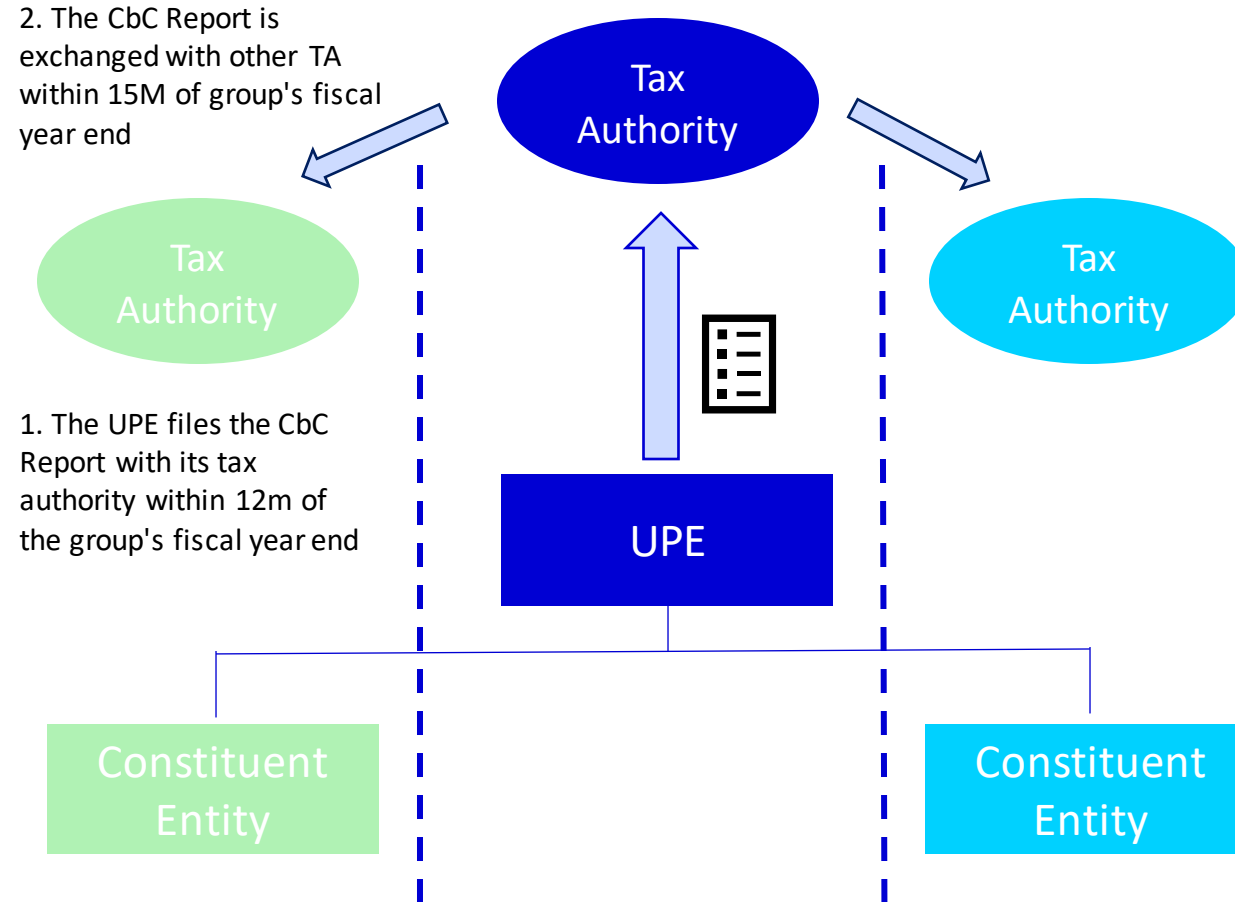 2. The CbC Report is
exchanged with other TA
within 15M of group's fiscal
year end
Tax
Authority
Tax
Authority
Tax
Authority
1. The UPE files the CbC
Report with its tax
authority within 12m of
the group's fiscal year end
UPE
Constituent
Entity
Constituent
Entity